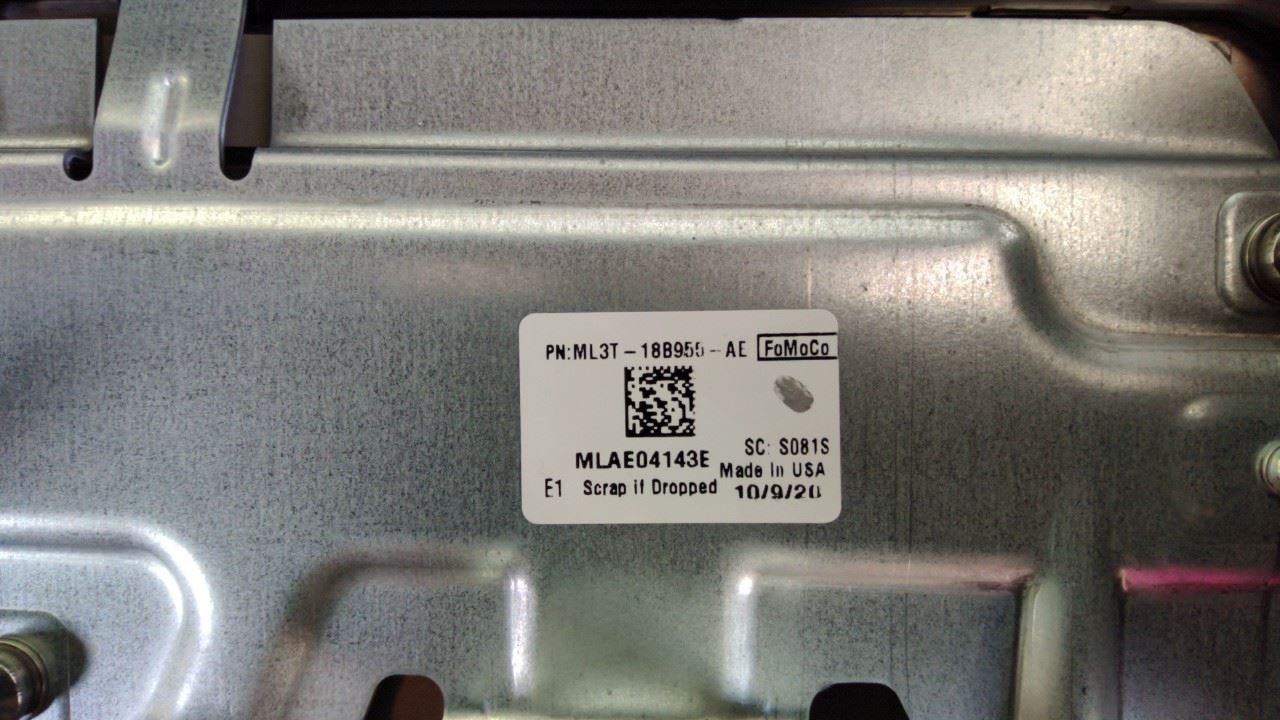 PN:ML3T-18B955-AE FoMoCo
MLAE04143E
SC: S081S
Made In USA
E1 Scrap if Dropped
10/9/20